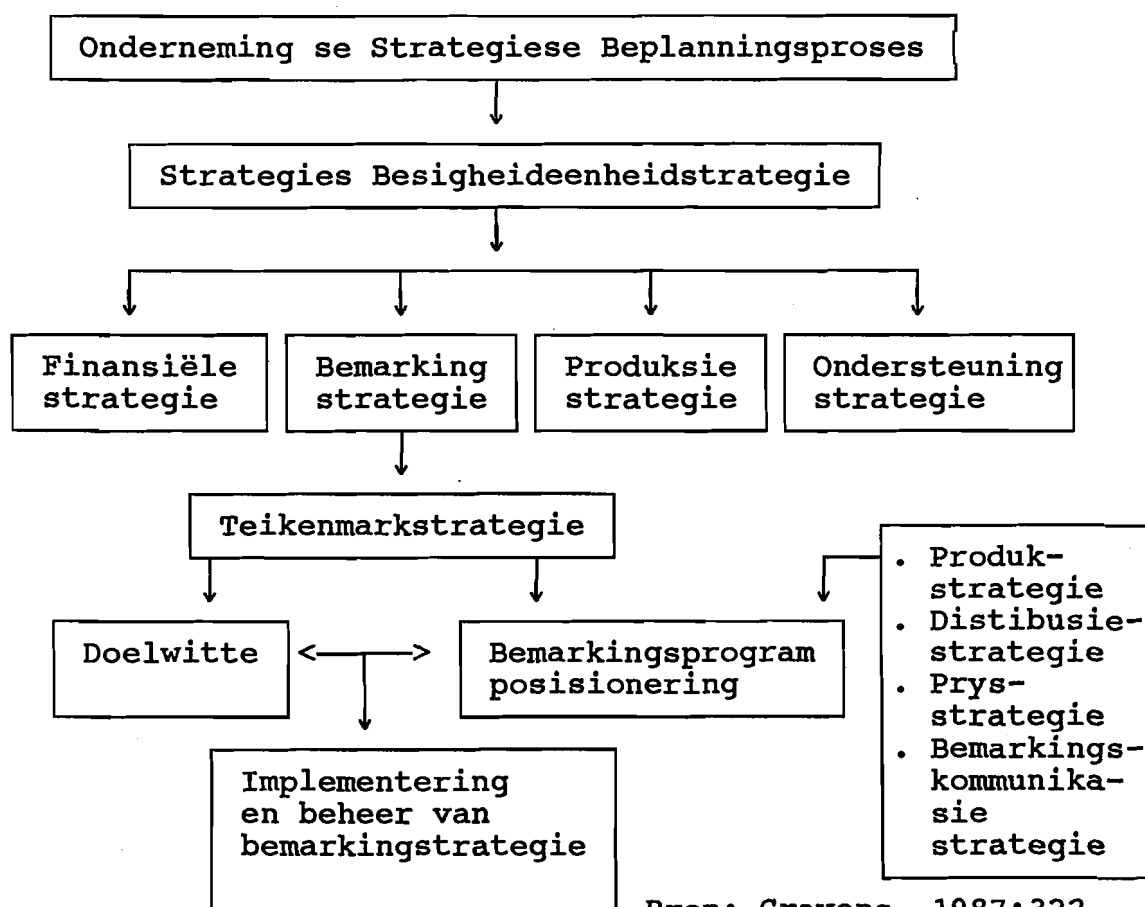 Onderneming se Strategiese Beplanningsproses
Strategies Besigheideenheidstrategie
Finansiële
strategie
Bemarking
strategie
Produksie
strategie
Ondersteuning
strategie
Teikenmarkstrategie
Doelwitte
Bemarkingsprogram
posisionering
. Produk-
strategie
. Distibusie-
strategie
. Prys-
strategie
. Bemarkings-
kommunika-
sie
strategie
Implementering
en beheer van
bemarkingstrategie